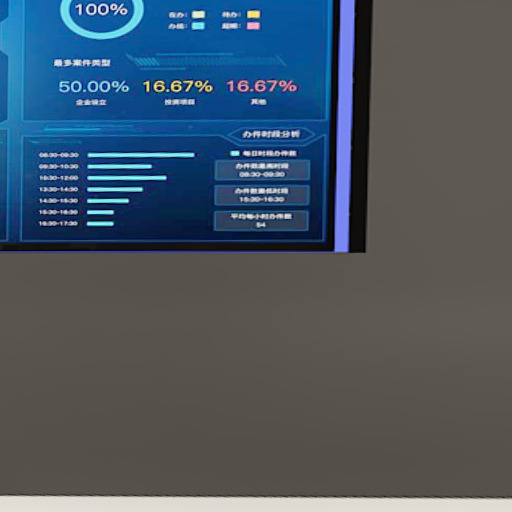 100%
在办: 待办:
办结: 超期:
最多案件类型
50.00% 16.67% 16.67%
企业设立 投资项目 其他
办件时段分析
每日时段办件数
08:30-09:30
09:30-10:30
10:30-12:00
13:30-14:30
14:30-15:30
15:30-16:30
16:30-17:30
办件数最高时段
08:30-09:30
办件数最低时段
15:30-16:30
平均每小时办件数
54